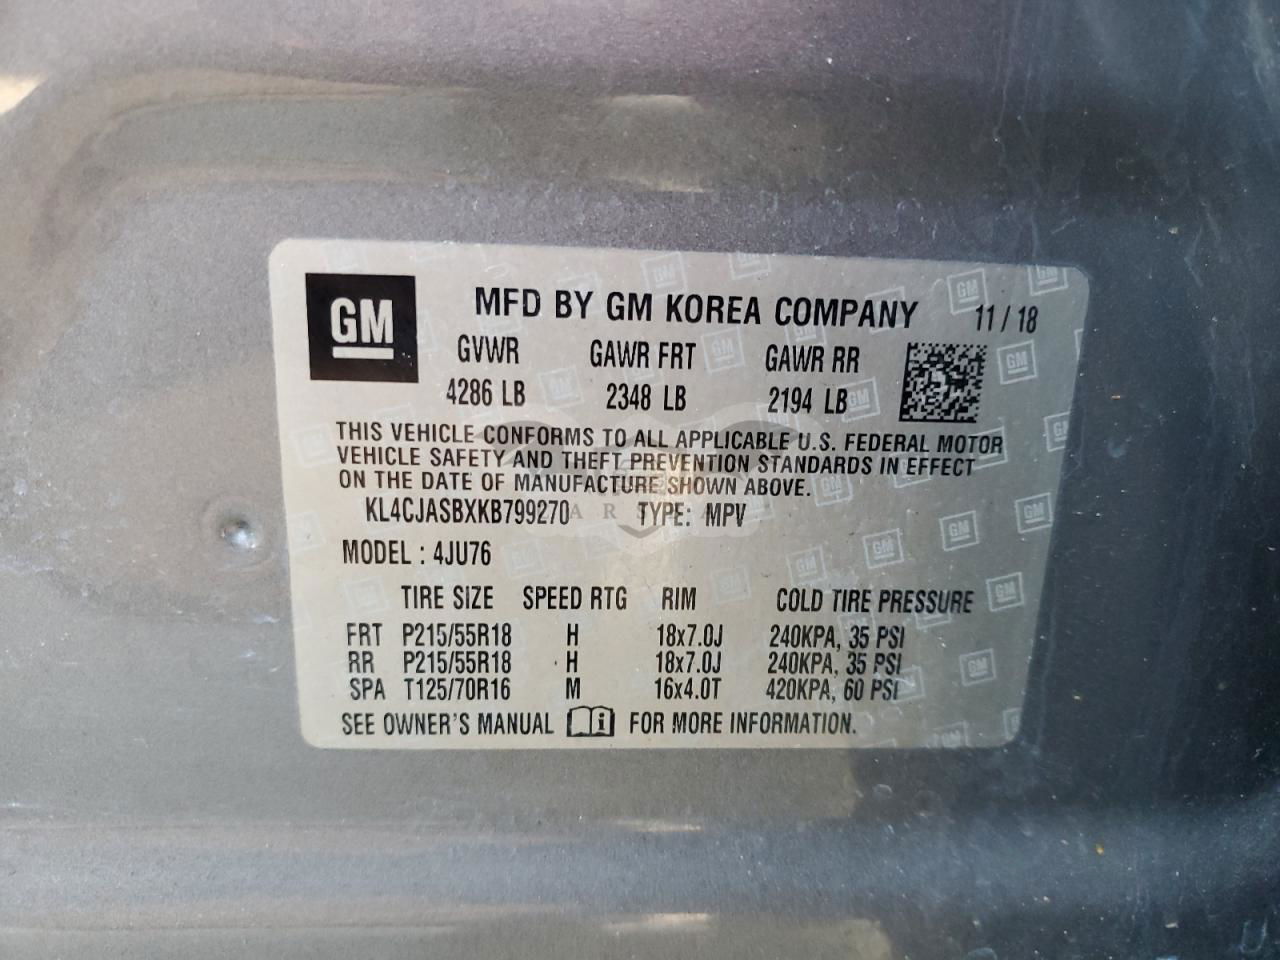 GM
MFD BY GM KOREA COMPANY 11 / 18
GVWR GAWR FRT GAWR RR
4286 LB 2348 LB 2194 LB
THIS VEHICLE CONFORMS TO ALL APPLICABLE U.S. FEDERAL MOTOR
VEHICLE SAFETY AND THEFT PREVENTION STANDARDS IN EFFECT
ON THE DATE OF MANUFACTURE SHOWN ABOVE.
KL4CJASBXKB799270 TYPE: MPV
MODEL : 4JU76
TIRE SIZE SPEED RTG RIM COLD TIRE PRESSURE
FRT P215/55R18 H 18x7.0J 240KPA, 35 PSI
RR P215/55R18 H 18x7.0J 240KPA, 35 PSI
SPA T125/70R16 M 16x4.0T 420KPA, 60 PSI
SEE OWNER'S MANUAL FOR MORE INFORMATION.